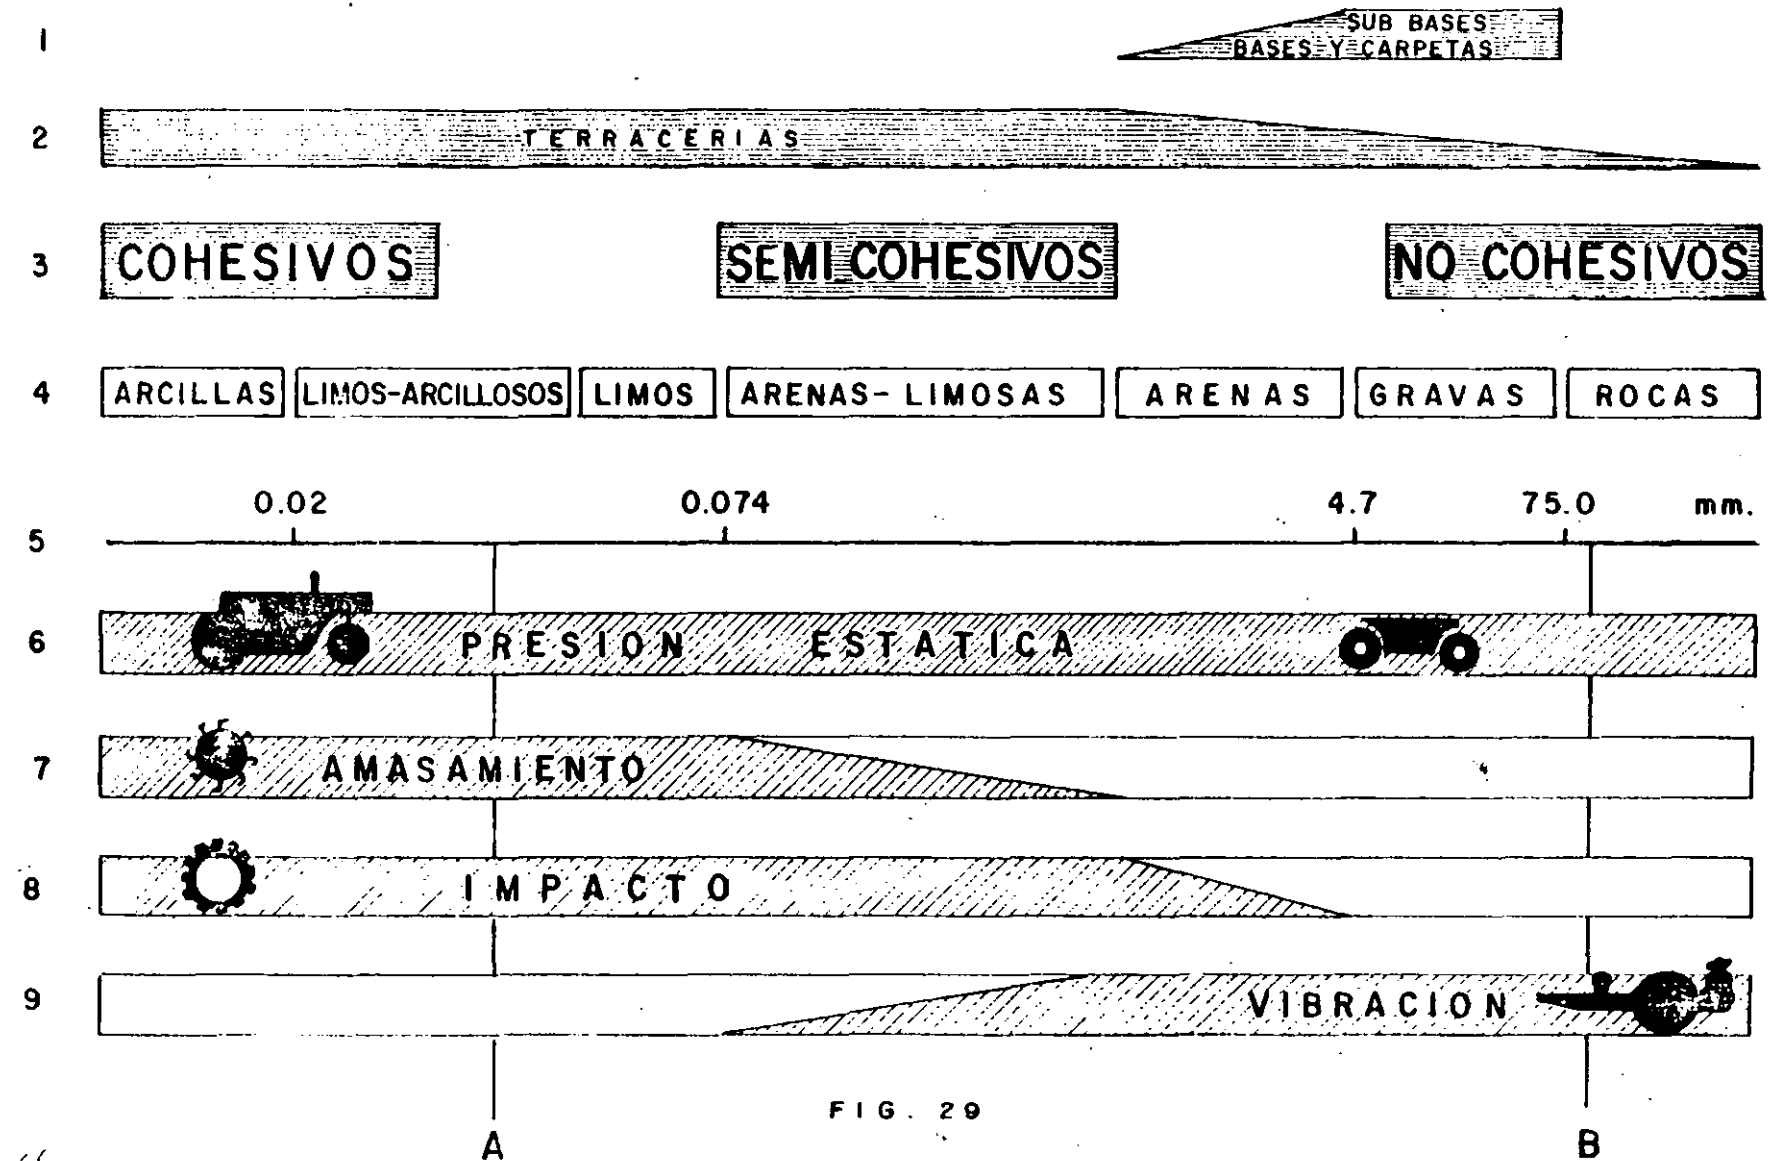 1 SUB BASES
BASES Y CARPETAS
2 TERRACERIAS
3 COHESIVOS SEMI COHESIVOS NO COHESIVOS
4 ARCILLAS LIMOS-ARCILLOSOS LIMOS ARENAS-LIMOSAS ARENAS GRAVAS ROCAS
0.02 0.074 4.7 75.0 mm.
5
6 PRESION ESTATICA
7 AMASAMIENTO
8 IMPACTO
9 VIBRACION
FIG. 29
A B